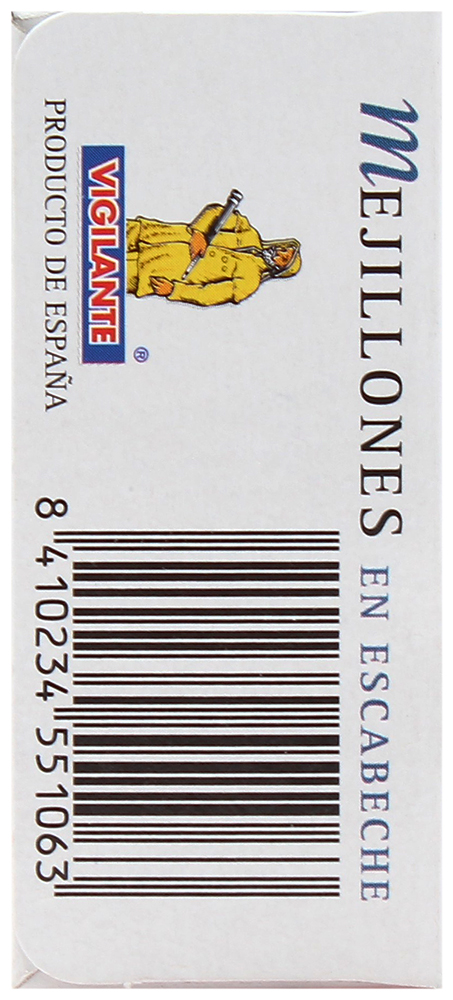 MEJILLONES EN ESCABECHE
VIGILANTE®
PRODUCTO DE ESPAÑA
8 410234 551063